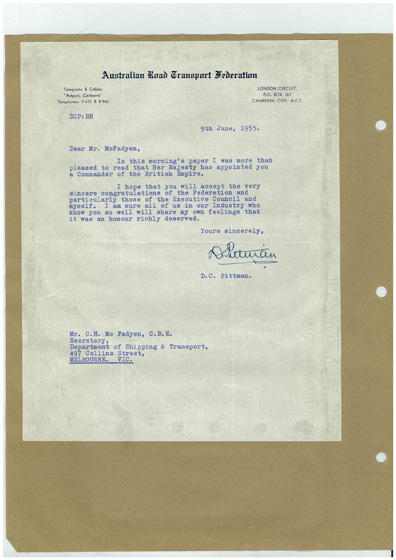 Australian Road Transport Federation
Telegrams & Cables
"Artport, Canberra"
Telephones: F 675 & B 966
LONDON CIRCUIT,
P.O. BOX 167
CANBERRA CITY, A.C.T.
DCP:BH
9th June, 1955.
Dear Mr. McFadyen,
In this morning's paper I was more than
pleased to read that Her Majesty has appointed you
a Commander of the British Empire.
I hope that you will accept the very
sincere congratulations of the Federation and
particularly those of the Executive Council and
myself. I am sure all of us in our Industry who
know you so well will share my own feelings that
it was an honour richly deserved.
Yours sincerely,
D Pittman
D.C. Pittman.
Mr. C.H. Mc Fadyen, C.B.E.
Secretary,
Department of Shipping & Transport,
497 Collins Street,
MELBOURNE. VIC.